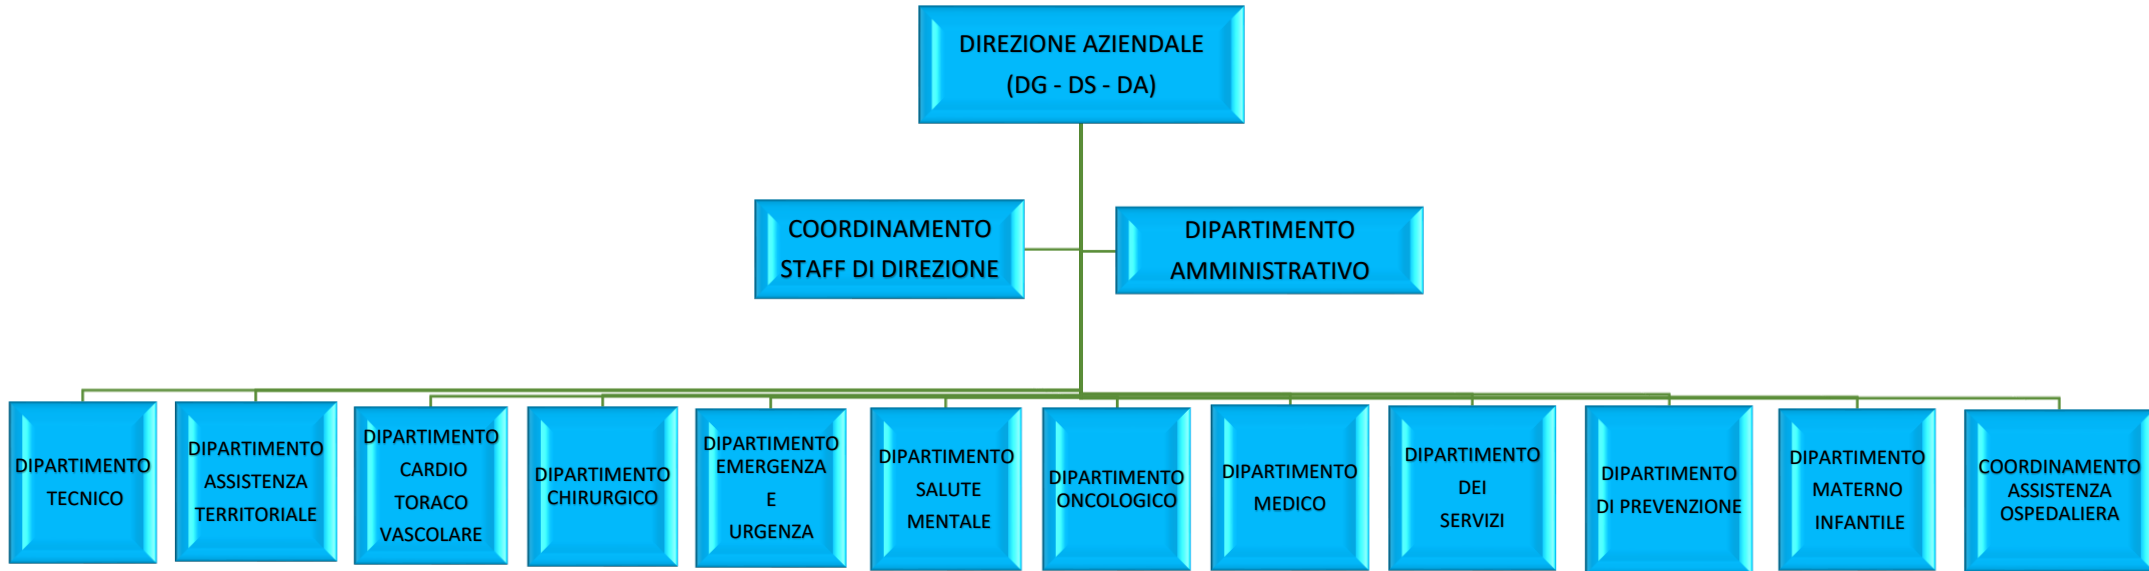 DIREZIONE AZIENDALE
(DG - DS - DA)
COORDINAMENTO
STAFF DI DIREZIONE
DIPARTIMENTO
AMMINISTRATIVO
DIPARTIMENTO
TECNICO
DIPARTIMENTO
ASSISTENZA
TERRITORIALE
DIPARTIMENTO
CARDIO
TORACO
VASCOLARE
DIPARTIMENTO
CHIRURGICO
DIPARTIMENTO
EMERGENZA
E
URGENZA
DIPARTIMENTO
SALUTE
MENTALE
DIPARTIMENTO
ONCOLOGICO
DIPARTIMENTO
MEDICO
DIPARTIMENTO
DEI
SERVIZI
DIPARTIMENTO
DI PREVENZIONE
DIPARTIMENTO
MATERNO
INFANTILE
COORDINAMENTO
ASSISTENZA
OSPEDALIERA